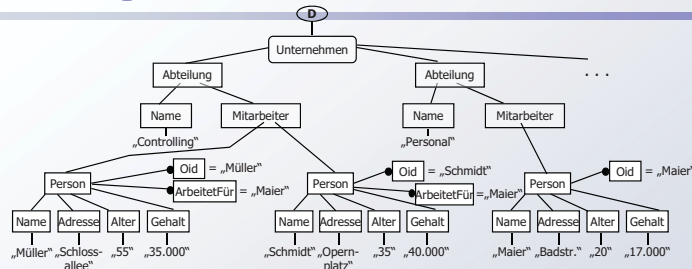 D
Unternehmen
Abteilung
Abteilung
. . .
Name
Mitarbeiter
Name
Mitarbeiter
„Controlling“
„Personal“
Oid = „Müller“
Oid = „Schmidt“
Oid = „Maier“
Person
ArbeitetFür = „Maier“
Person
ArbeitetFür =„Maier“
Person
Name Adresse Alter Gehalt
Name Adresse Alter Gehalt
Name Adresse Alter Gehalt
„Müller“ „Schloss- „55“ „35.000“
allee“
„Schmidt“ „Opern- „35“ „40.000“
platz“
„Maier“ „Badstr.“ „20“ „17.000“